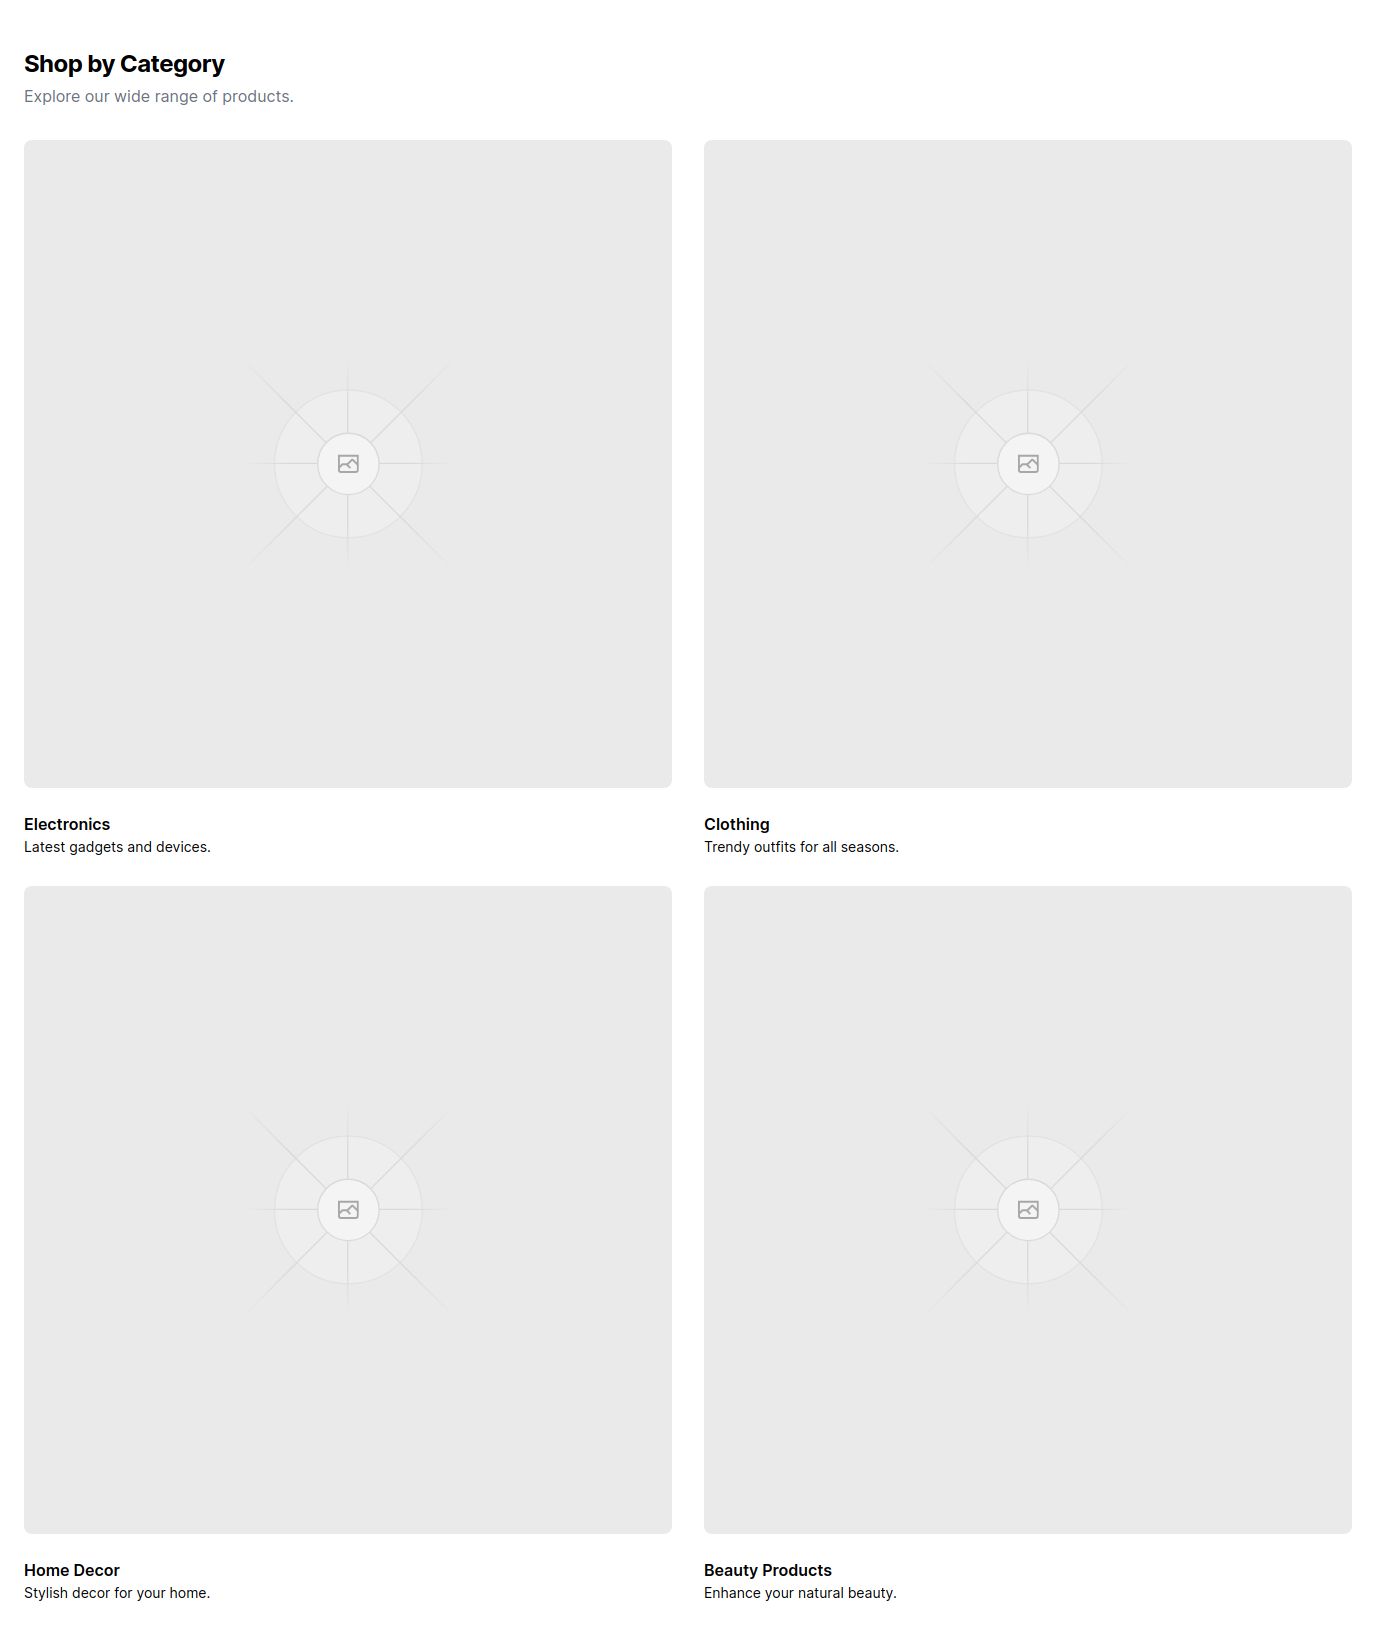 Shop by Category
Explore our wide range of products.
Electronics
Latest gadgets and devices.
Clothing
Trendy outfits for all seasons.
Home Decor
Stylish decor for your home.
Beauty Products
Enhance your natural beauty.